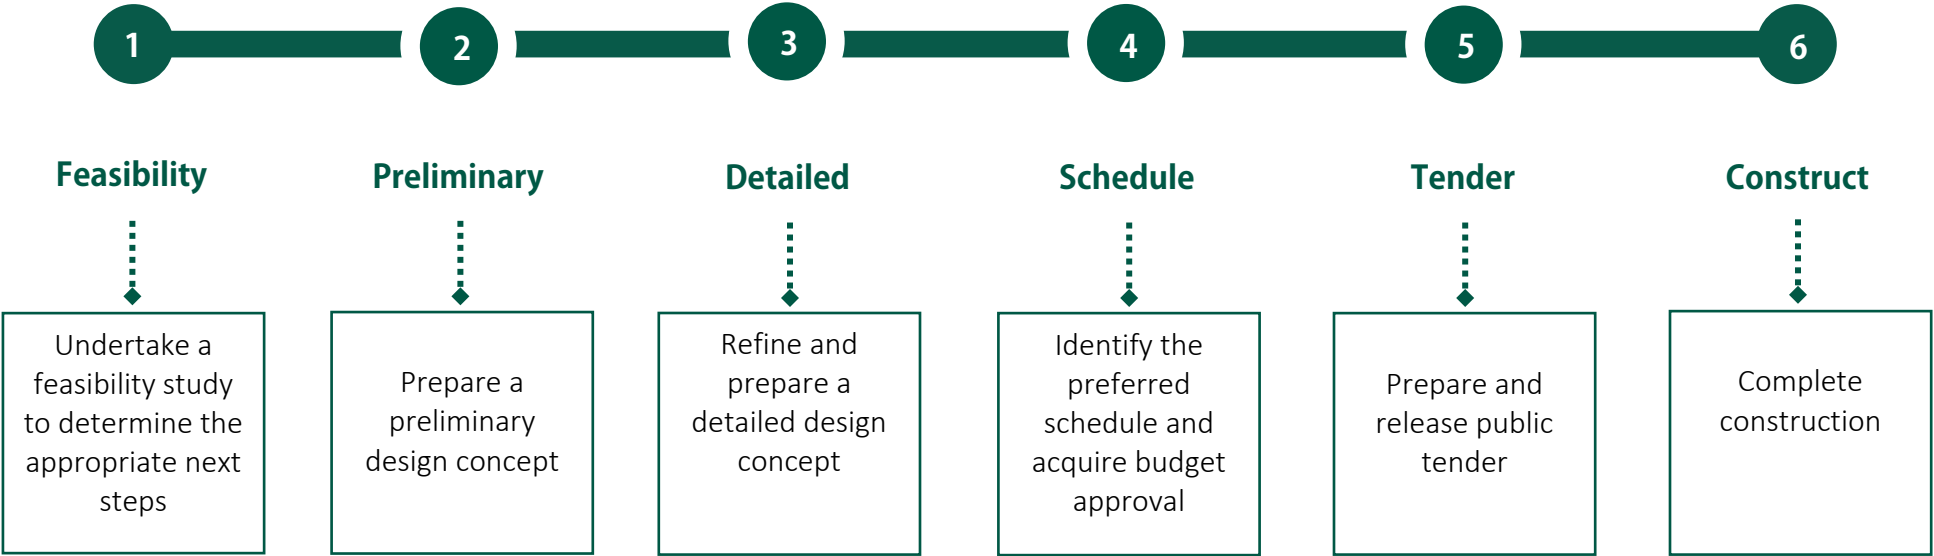 1
2
3
4
5
6
Feasibility
Preliminary
Detailed
Schedule
Tender
Construct
Undertake a
feasibility study
to determine the
appropriate next
steps
Prepare a
preliminary
design concept
Refine and
prepare a
detailed design
concept
Identify the
preferred
schedule and
acquire budget
approval
Prepare and
release public
tender
Complete
construction